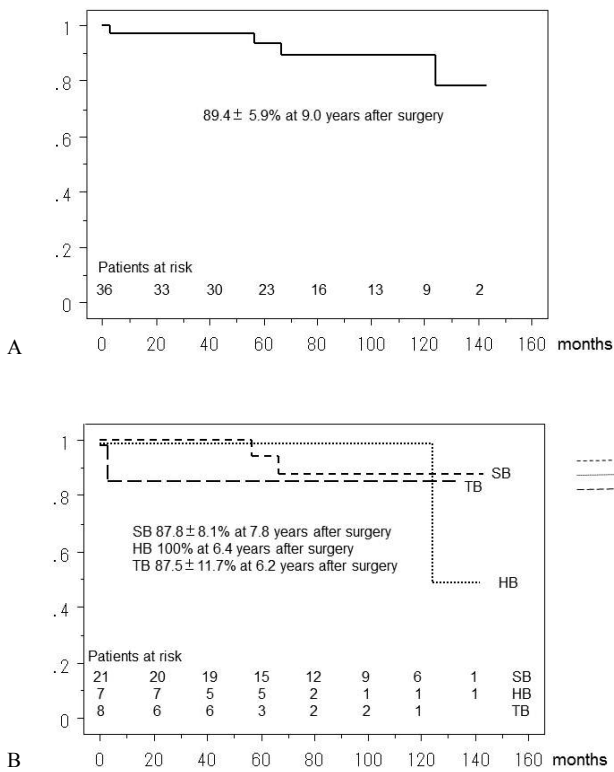 1
.8
89.4± 5.9% at 9.0 years after surgery
.6
.4
.2
Patients at risk
36 33 30 23 16 13 9 2
0
A
0 20 40 60 80 100 120 140 160 months
1
SB
.8
TB
SB 87.8±8.1% at 7.8 years after surgery
HB 100% at 6.4 years after surgery
TB 87.5±11.7% at 6.2 years after surgery
.6
HB
.4
.2
Patients at risk
21 20 19 15 12 9 6 1 SB
7 7 5 5 2 1 1 1 HB
8 6 6 3 2 2 1 TB
0
B
0 20 40 60 80 100 120 140 160 months